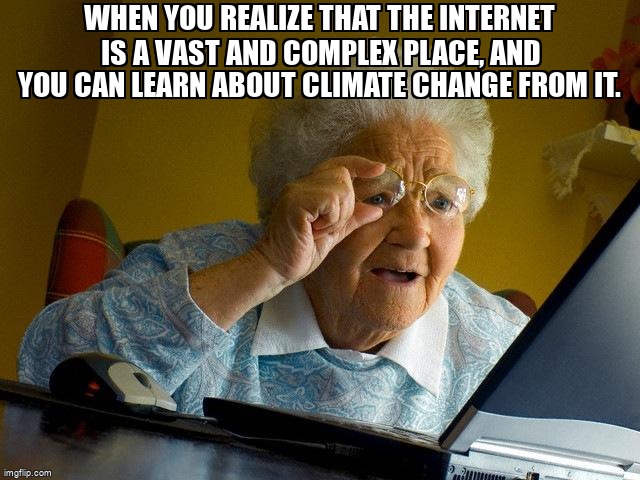 WHEN YOU REALIZE THAT THE INTERNET
IS A VAST AND COMPLEX PLACE, AND
YOU CAN LEARN ABOUT CLIMATE CHANGE FROM IT.
imgflip.com